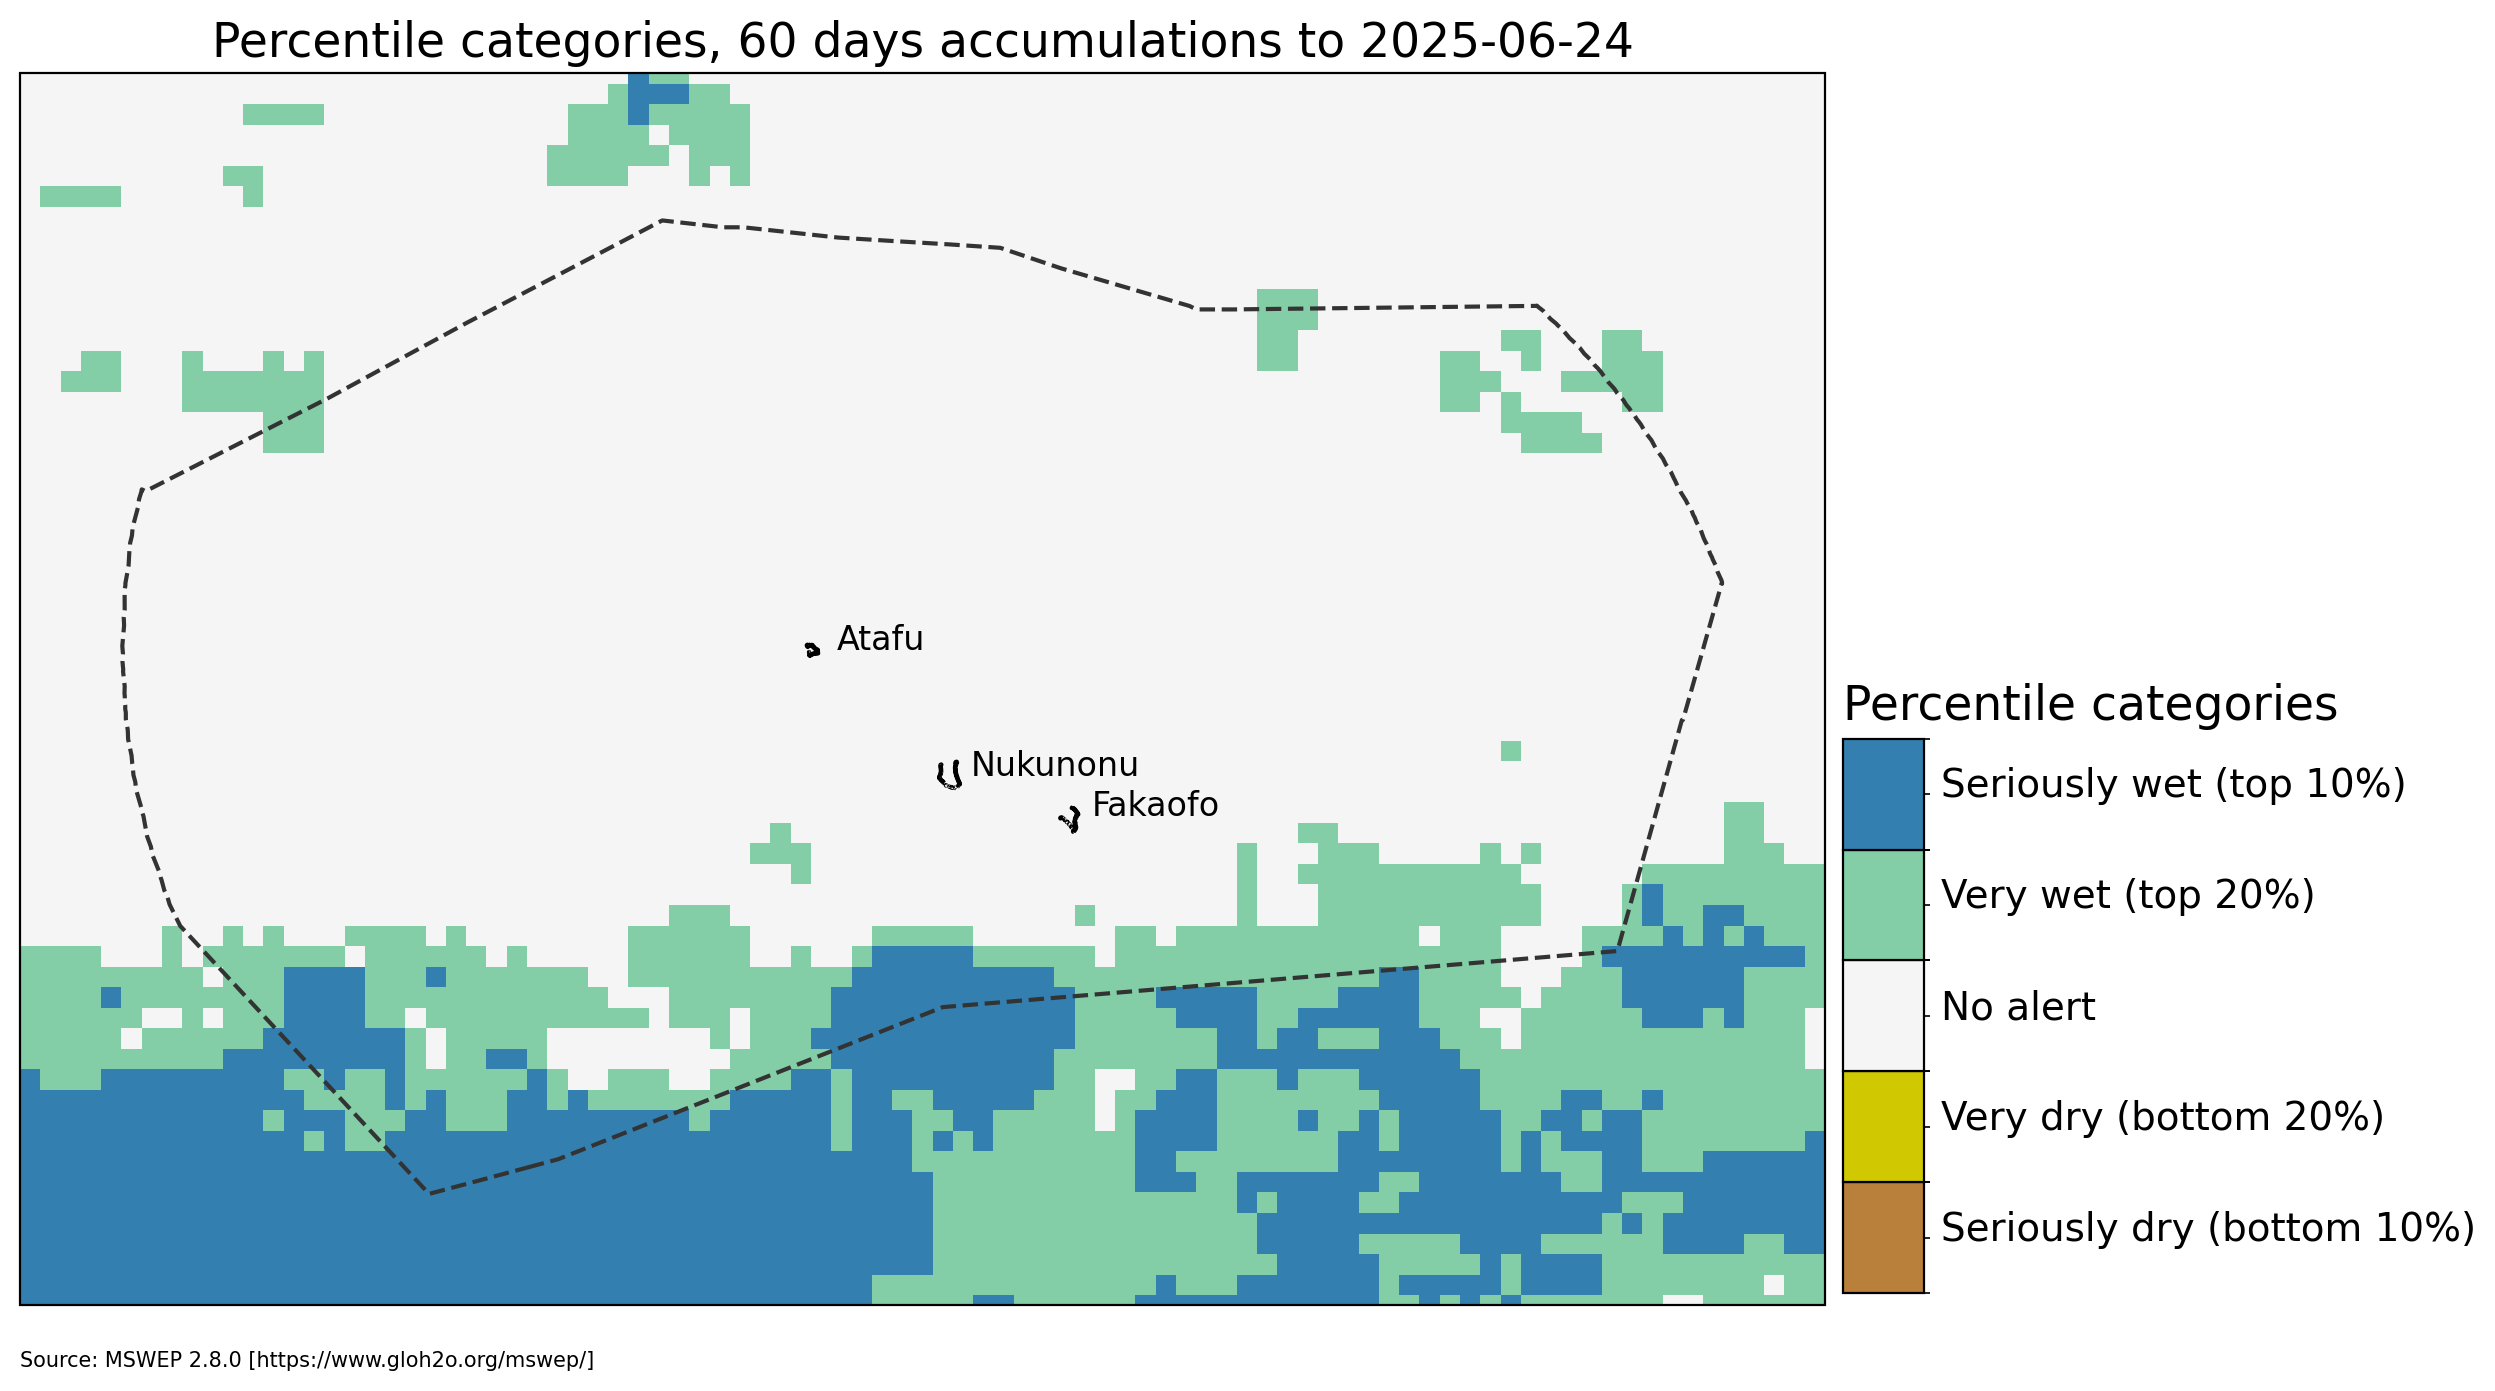 Percentile categories, 60 days accumulations to 2025-06-24
Atafu
Nukunonu
Fakaofo
Percentile categories
Seriously wet (top 10%)
Very wet (top 20%)
No alert
Very dry (bottom 20%)
Seriously dry (bottom 10%)
Source: MSWEP 2.8.0 [https://www.gloh2o.org/mswep/]